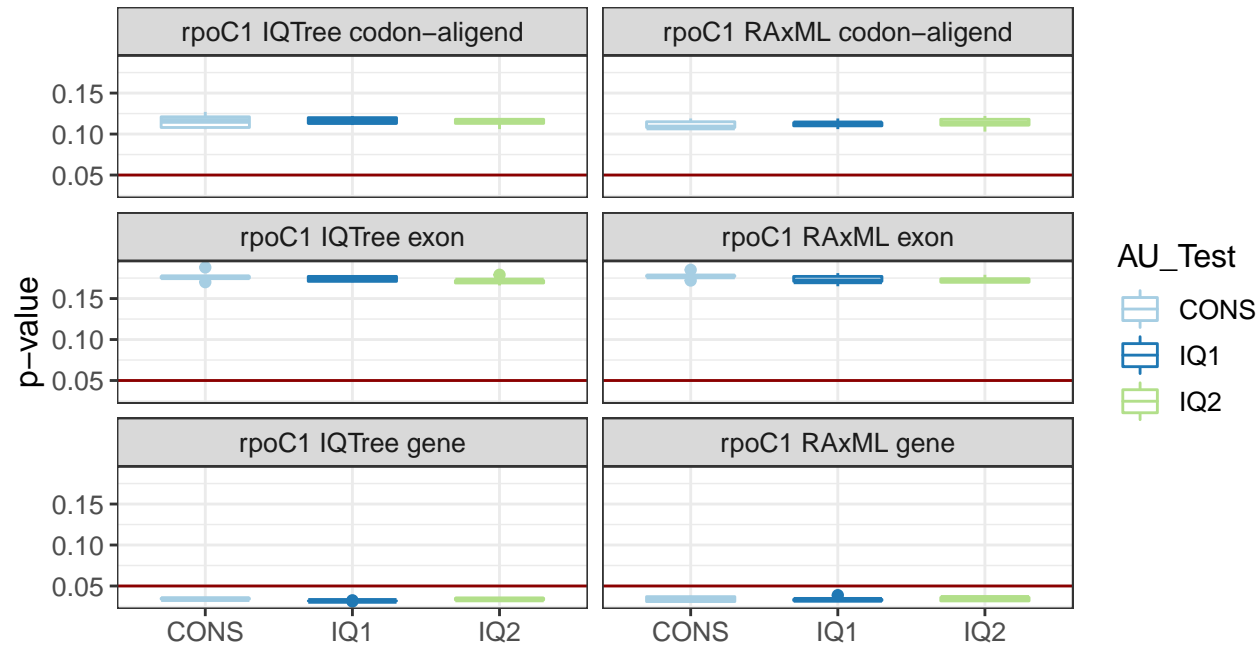 rpoC1 IQTree codon−aligend
rpoC1 RAxML codon−aligend
0.15
0.10
0.05
rpoC1 IQTree exon
rpoC1 RAxML exon
0.15
0.10
0.05
rpoC1 IQTree gene
rpoC1 RAxML gene
0.15
0.10
0.05
CONS
IQ1
IQ2
CONS
IQ1
IQ2
p−value
AU_Test
CONS
IQ1
IQ2